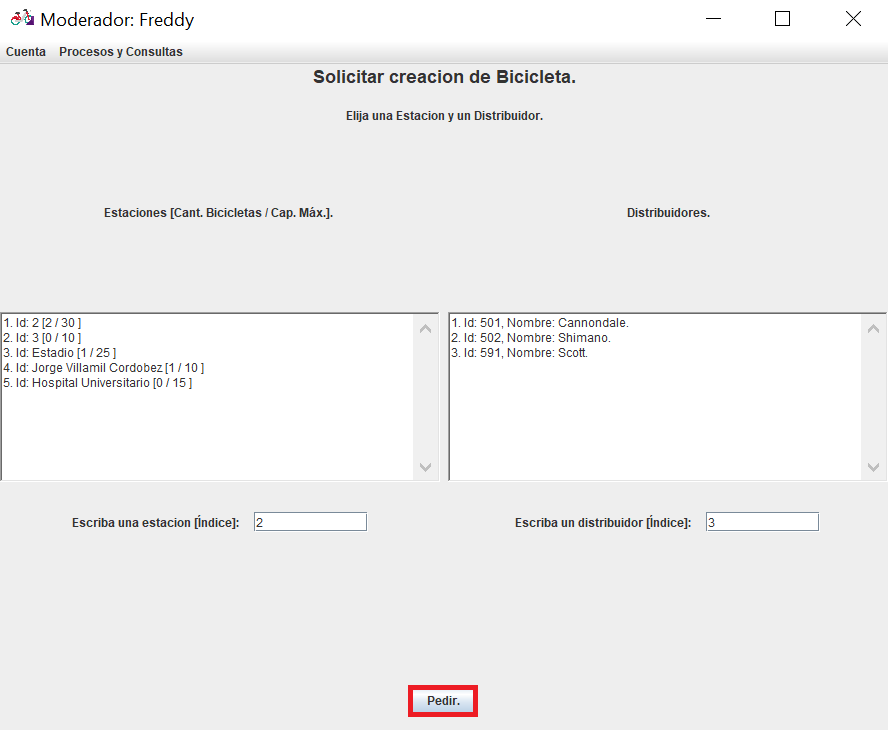 Moderador: Freddy
Cuenta Procesos y Consultas
Solicitar creacion de Bicicleta.
Elija una Estacion y un Distribuidor.
Estaciones [Cant. Bicicletas / Cap. Máx.].
Distribuidores.
1. Id: 2 [2 / 30 ]
2. Id: 3 [0 / 10 ]
3. Id: Estadio [1 / 25 ]
4. Id: Jorge Villamil Cordobez [1 / 10 ]
5. Id: Hospital Universitario [0 / 15 ]
1. Id: 501, Nombre: Cannondale.
2. Id: 502, Nombre: Shimano.
3. Id: 591, Nombre: Scott.
Escriba una estacion [Índice]: 2
Escriba un distribuidor [Índice]: 3
Pedir.